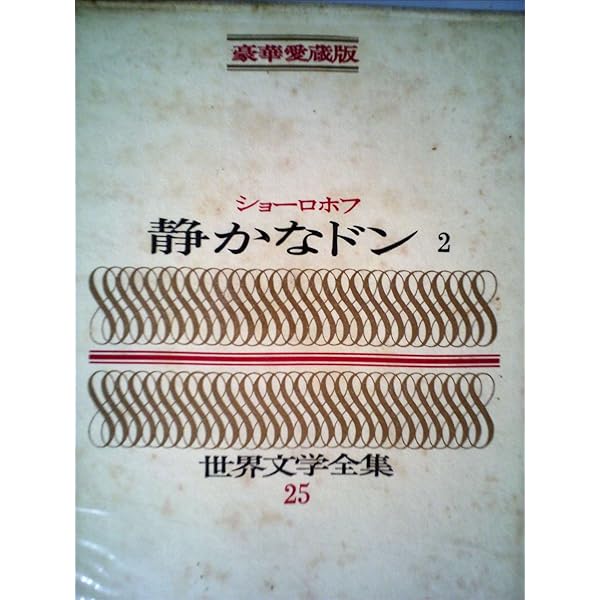 豪華愛蔵版
ショーロホフ
静かなドン 2
世界文学全集
25